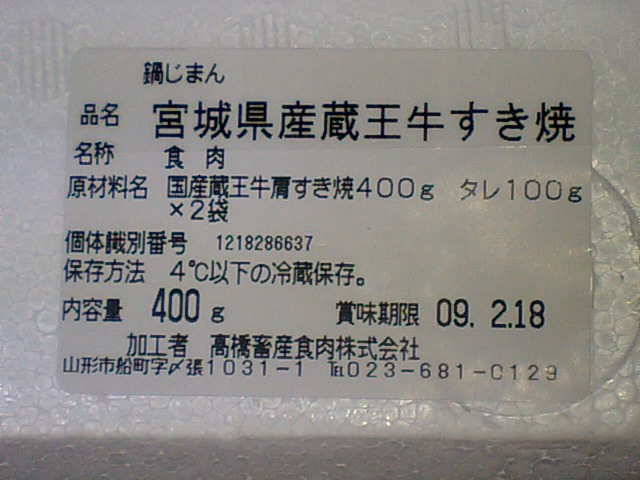 鍋じまん
品名 宮城県産蔵王牛すき焼
名称 食肉
原材料名 国産蔵王牛肩すき焼400g タレ100g
×2袋
個体識別番号 1218286637
保存方法 4℃以下の冷蔵保存。
内容量 400g 賞味期限 09. 2.18
加工者 高橋畜産食肉株式会社
山形市船町字〆張1031-1 ℡023-681-0129